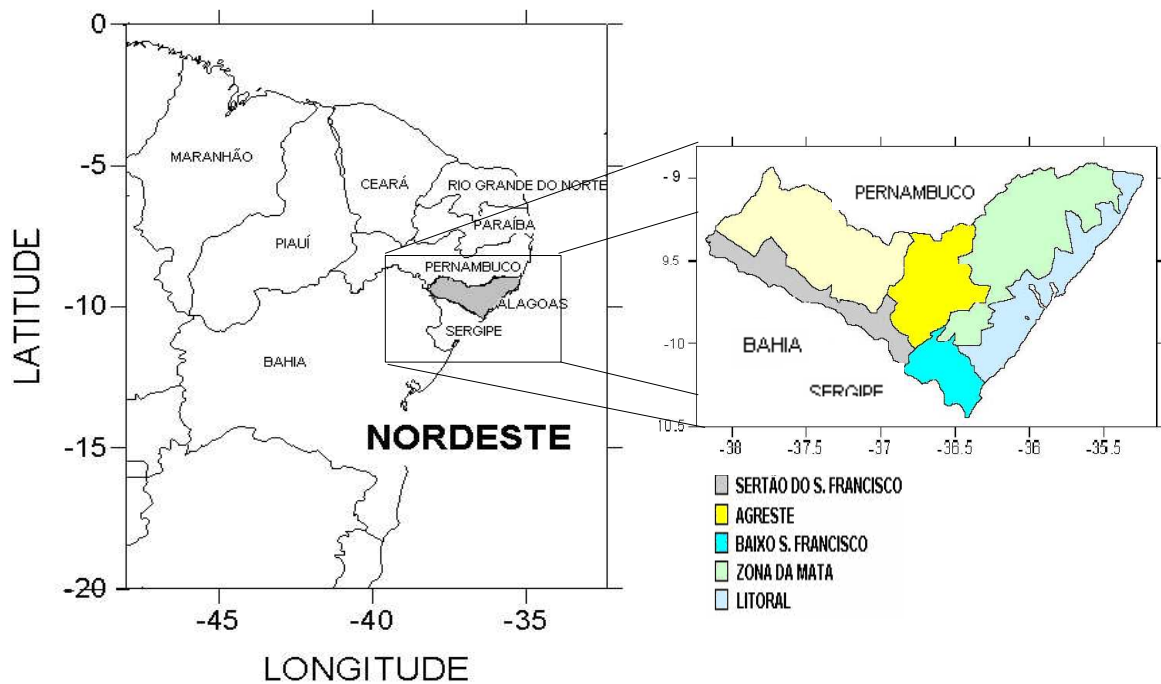 LATITUDE
0
-5
-10
-15
-20
-45
-40
-35
LONGITUDE
MARANHÃO
CEARÁ
RIO GRANDE DO NORTE
PARAÍBA
PIAUÍ
PERNAMBUCO
ALAGOAS
SERGIPE
BAHIA
NORDESTE
-9
9.5
-10
10.5
PERNAMBUCO
BAHIA
SERGIPE
-38
-37.5
-37
-36.5
-36
-35.5
SERTÃO DO S. FRANCISCO
AGRESTE
BAIXO S. FRANCISCO
ZONA DA MATA
LITORAL